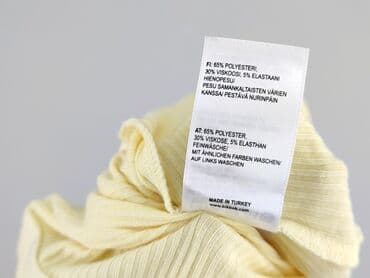 FI: 65% POLYESTERI,
30% VISKOOSI, 5% ELASTAANI
HIENOPESU/
PESU SAMANKALTAISTEN VÄRIEN
KANSSA/ PESTÄVÄ NURINPÄIN
AT: 65% POLYESTER,
30% VISKOSE, 5% ELASTHAN
FEINWÄSCHE/
MIT ÄHNLICHEN FARBEN WASCHEN/
AUF LINKS WASCHEN
MADE IN TURKEY